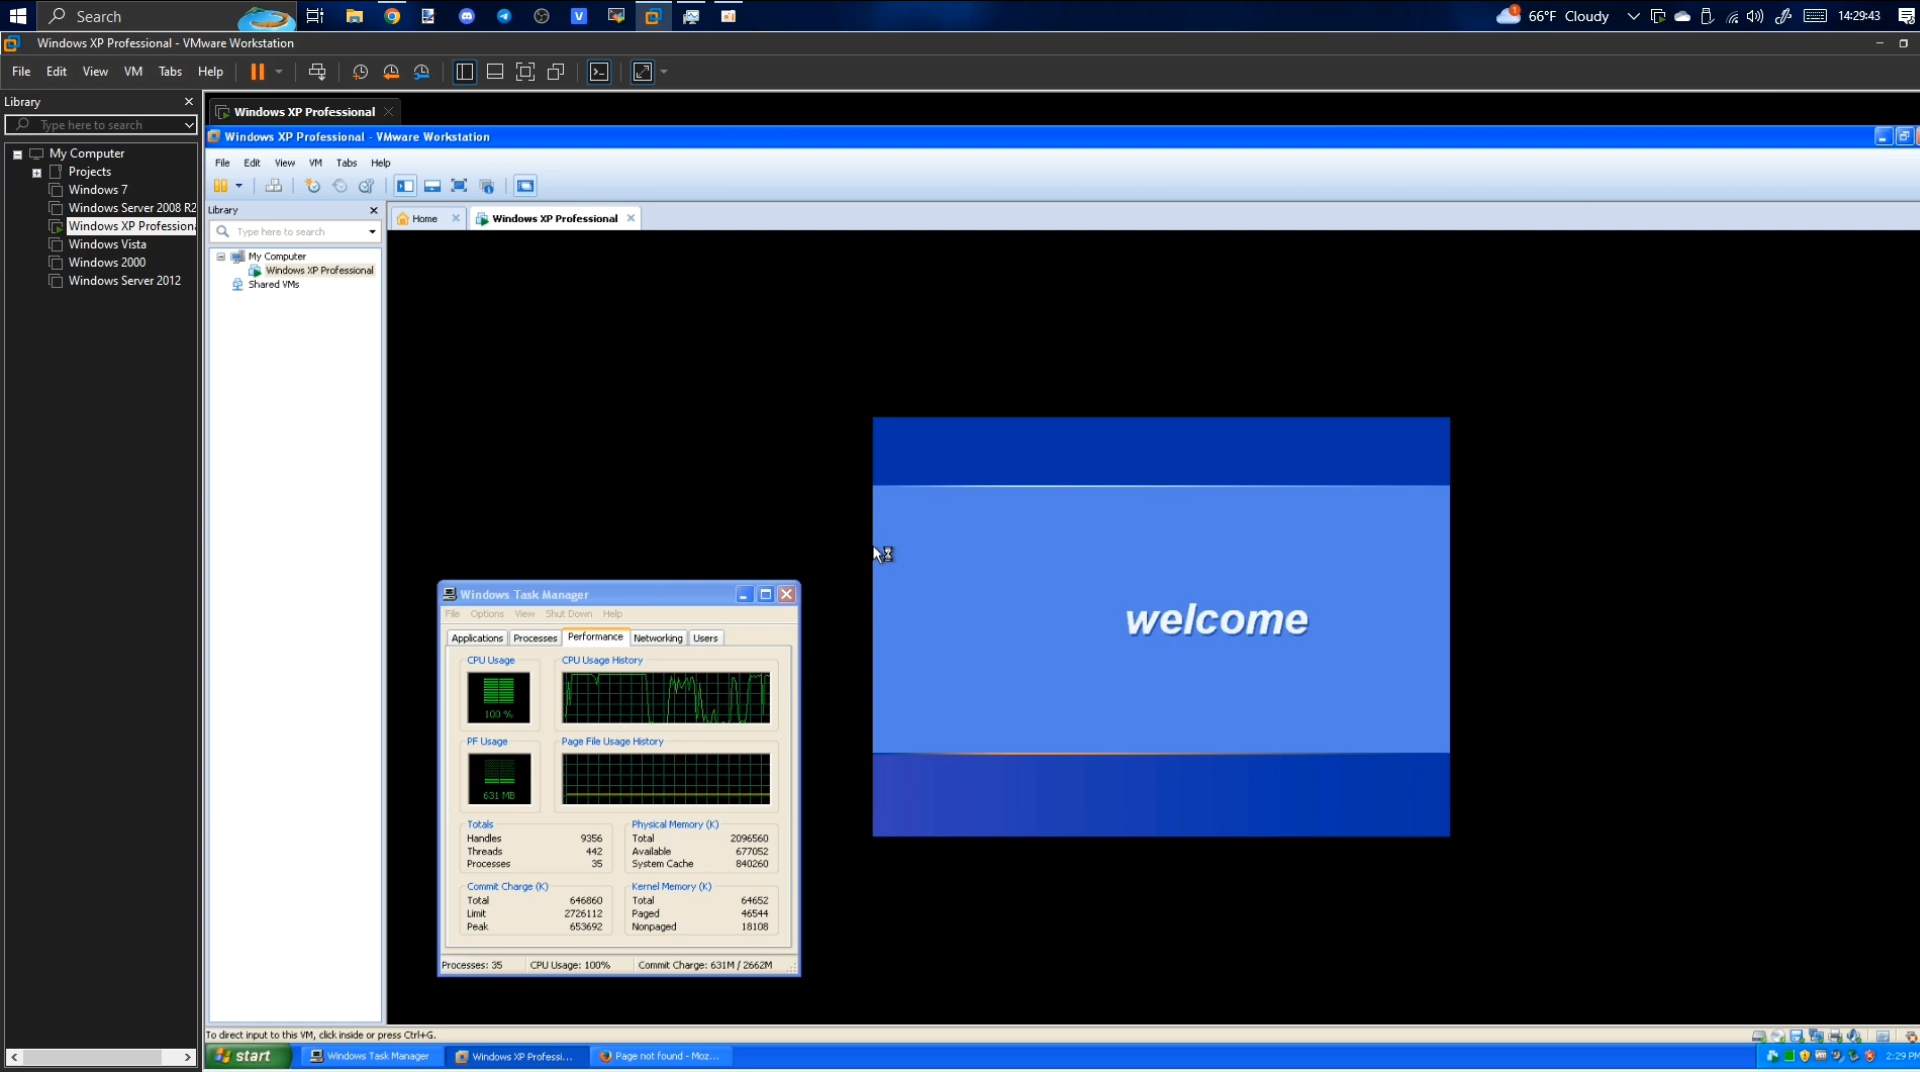 Search
66°F Cloudy
14:29:43
Windows XP Professional - VMware Workstation
File Edit View VM Tabs Help
Library
Type here to search
My Computer
Projects
Windows 7
Windows Server 2008 R2
Windows XP Professiona
Windows Vista
Windows 2000
Windows Server 2012
Windows XP Professional
Windows XP Professional - VMware Workstation
File Edit View VM Tabs Help
Library
Type here to search
My Computer
Windows XP Professional
Shared VMs
Home
Windows XP Professional
welcome
Windows Task Manager
File Options View Shut Down Help
Applications Processes Performance Networking Users
CPU Usage CPU Usage History
100 %
PF Usage Page File Usage History
631 MB
Totals Physical Memory (K)
Handles 9356 Total 2096560
Threads 442 Available 677052
Processes 35 System Cache 840260
Commit Charge (K) Kernel Memory (K)
Total 646860 Total 64652
Limit 2726112 Paged 46544
Peak 653692 Nonpaged 18108
Processes: 35 CPU Usage: 100% Commit Charge: 631M / 2662M
To direct input to this VM, click inside or press Ctrl+G.
start
Windows Task Manager
Windows XP Professi...
Page not found - Moz...
2:29 PM